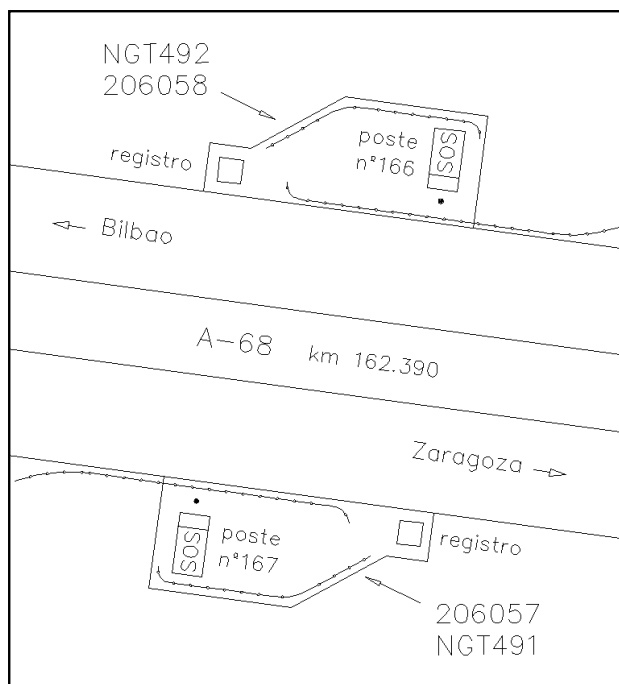 NGT492
206058
registro
poste
n°166
SOS
Bilbao
A-68 km 162.390
Zaragoza
SOS
poste
n°167
registro
206057
NGT491